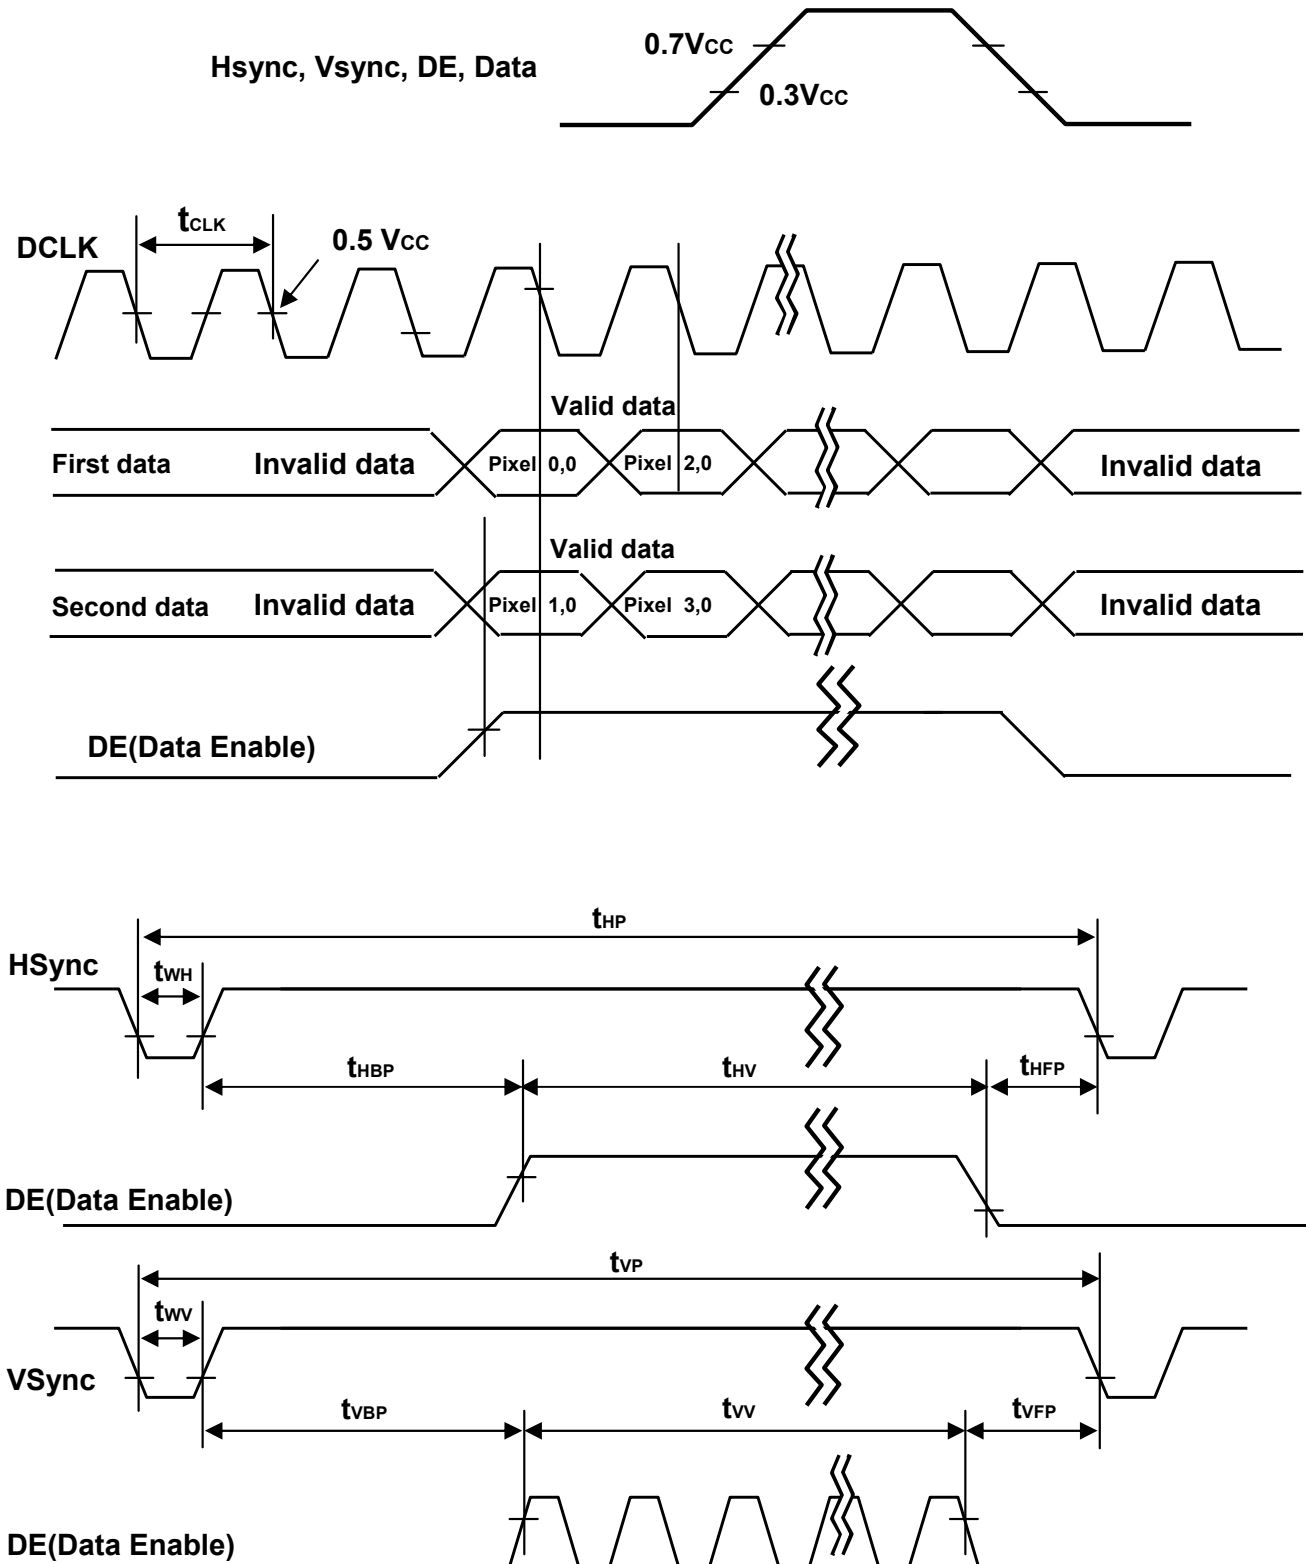 0.7VCC
Hsync, Vsync, DE, Data
0.3VCC
tCLK
DCLK
0.5 VCC
Valid data
First data Invalid data Pixel 0,0 Pixel 2,0 Invalid data
Valid data
Second data Invalid data Pixel 1,0 Pixel 3,0 Invalid data
DE(Data Enable)
tHP
HSync
tWH
tHBP tHV tHFP
DE(Data Enable)
tVP
tWV
VSync
tVBP tVV tVFP
DE(Data Enable)